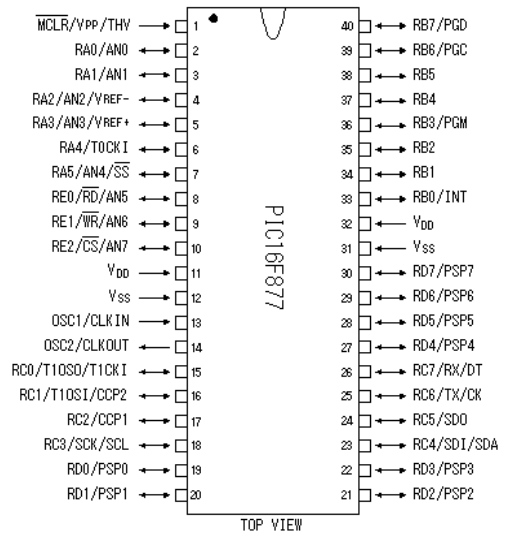 MCLR/VPP/THV 1 40 RB7/PGD
RA0/AN0 2 39 RB6/PGC
RA1/AN1 3 38 RB5
RA2/AN2/VREF- 4 37 RB4
RA3/AN3/VREF+ 5 36 RB3/PGM
RA4/TOCKI 6 35 RB2
RA5/AN4/SS 7 34 RB1
RE0/RD/AN5 8 33 RB0/INT
RE1/WR/AN6 9 32 VDD
RE2/CS/AN7 10 31 VSS
VDD 11 30 RD7/PSP7
VSS 12 29 RD6/PSP6
OSC1/CLKIN 13 28 RD5/PSP5
OSC2/CLKOUT 14 27 RD4/PSP4
RC0/T1OSO/T1CKI 15 26 RC7/RX/DT
RC1/T1OSI/CCP2 16 25 RC6/TX/CK
RC2/CCP1 17 24 RC5/SDO
RC3/SCK/SCL 18 23 RC4/SDI/SDA
RD0/PSP0 19 22 RD3/PSP3
RD1/PSP1 20 21 RD2/PSP2
PIC16F877
TOP VIEW